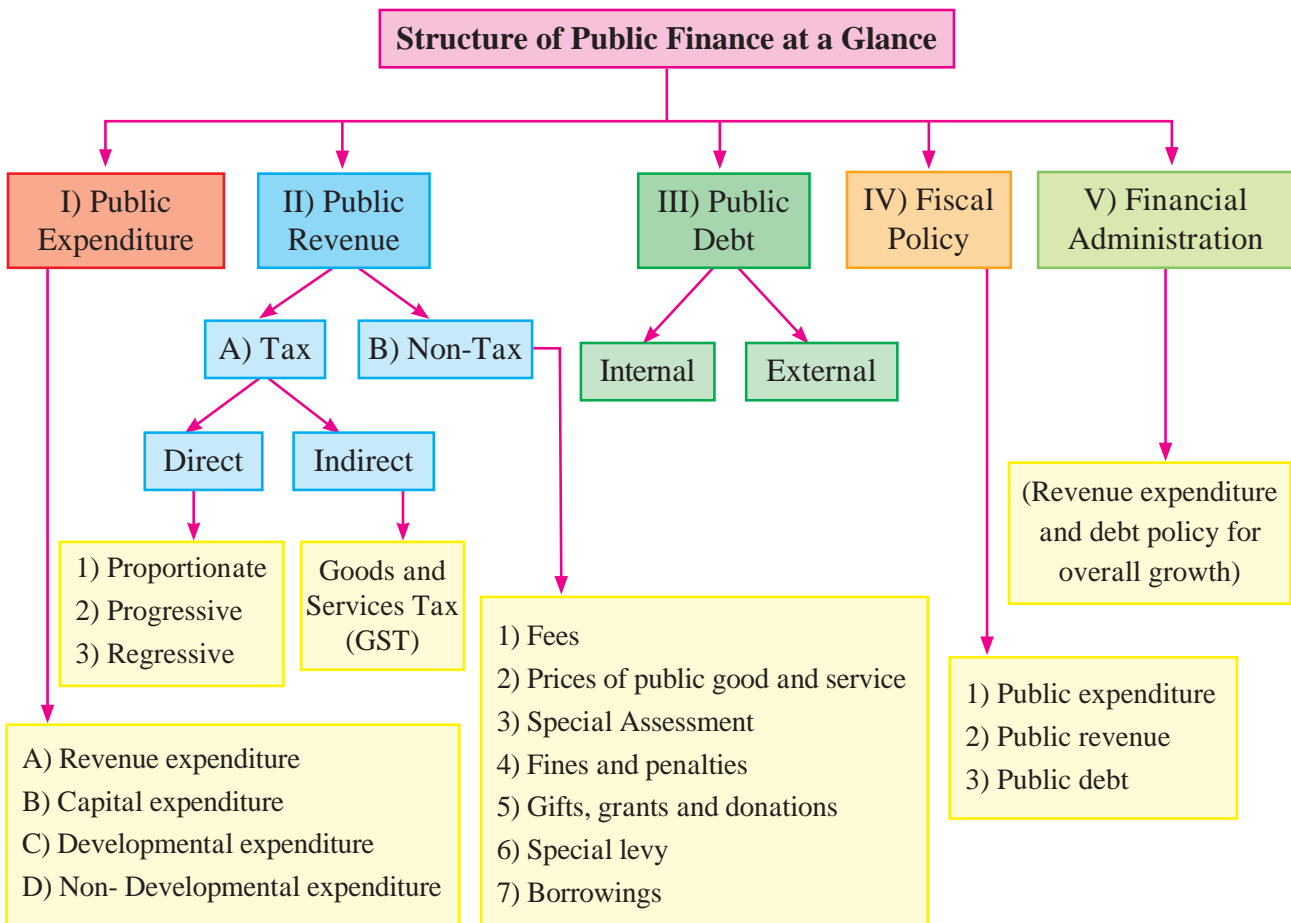 Structure of Public Finance at a Glance
I) Public
Expenditure
II) Public
Revenue
III) Public
Debt
IV) Fiscal
Policy
V) Financial
Administration
A) Tax
B) Non-Tax
Internal
External
Direct
Indirect
1) Proportionate
2) Progressive
3) Regressive
Goods and
Services Tax
(GST)
(Revenue expenditure
and debt policy for
overall growth)
A) Revenue expenditure
B) Capital expenditure
C) Developmental expenditure
D) Non- Developmental expenditure
1) Fees
2) Prices of public good and service
3) Special Assessment
4) Fines and penalties
5) Gifts, grants and donations
6) Special levy
7) Borrowings
1) Public expenditure
2) Public revenue
3) Public debt